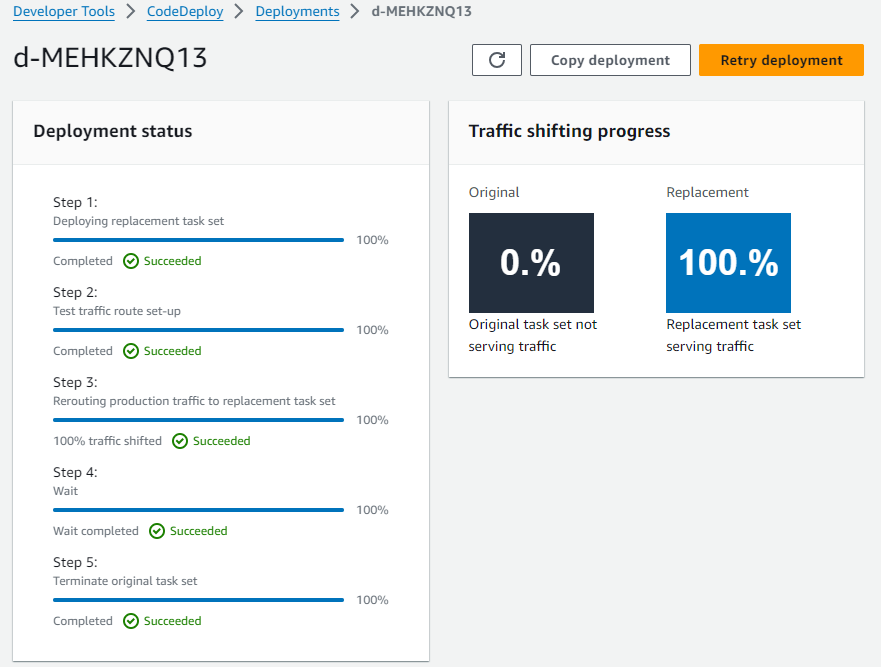 Developer Tools > CodeDeploy > Deployments > d-MEHKZNQ13
d-MEHKZNQ13
Copy deployment
Retry deployment
Deployment status
Step 1:
Deploying replacement task set
100%
Completed Succeeded
Step 2:
Test traffic route set-up
100%
Completed Succeeded
Step 3:
Rerouting production traffic to replacement task set
100%
100% traffic shifted Succeeded
Step 4:
Wait
100%
Wait completed Succeeded
Step 5:
Terminate original task set
100%
Completed Succeeded
Traffic shifting progress
Original
0.%
Original task set not
serving traffic
Replacement
100.%
Replacement task set
serving traffic